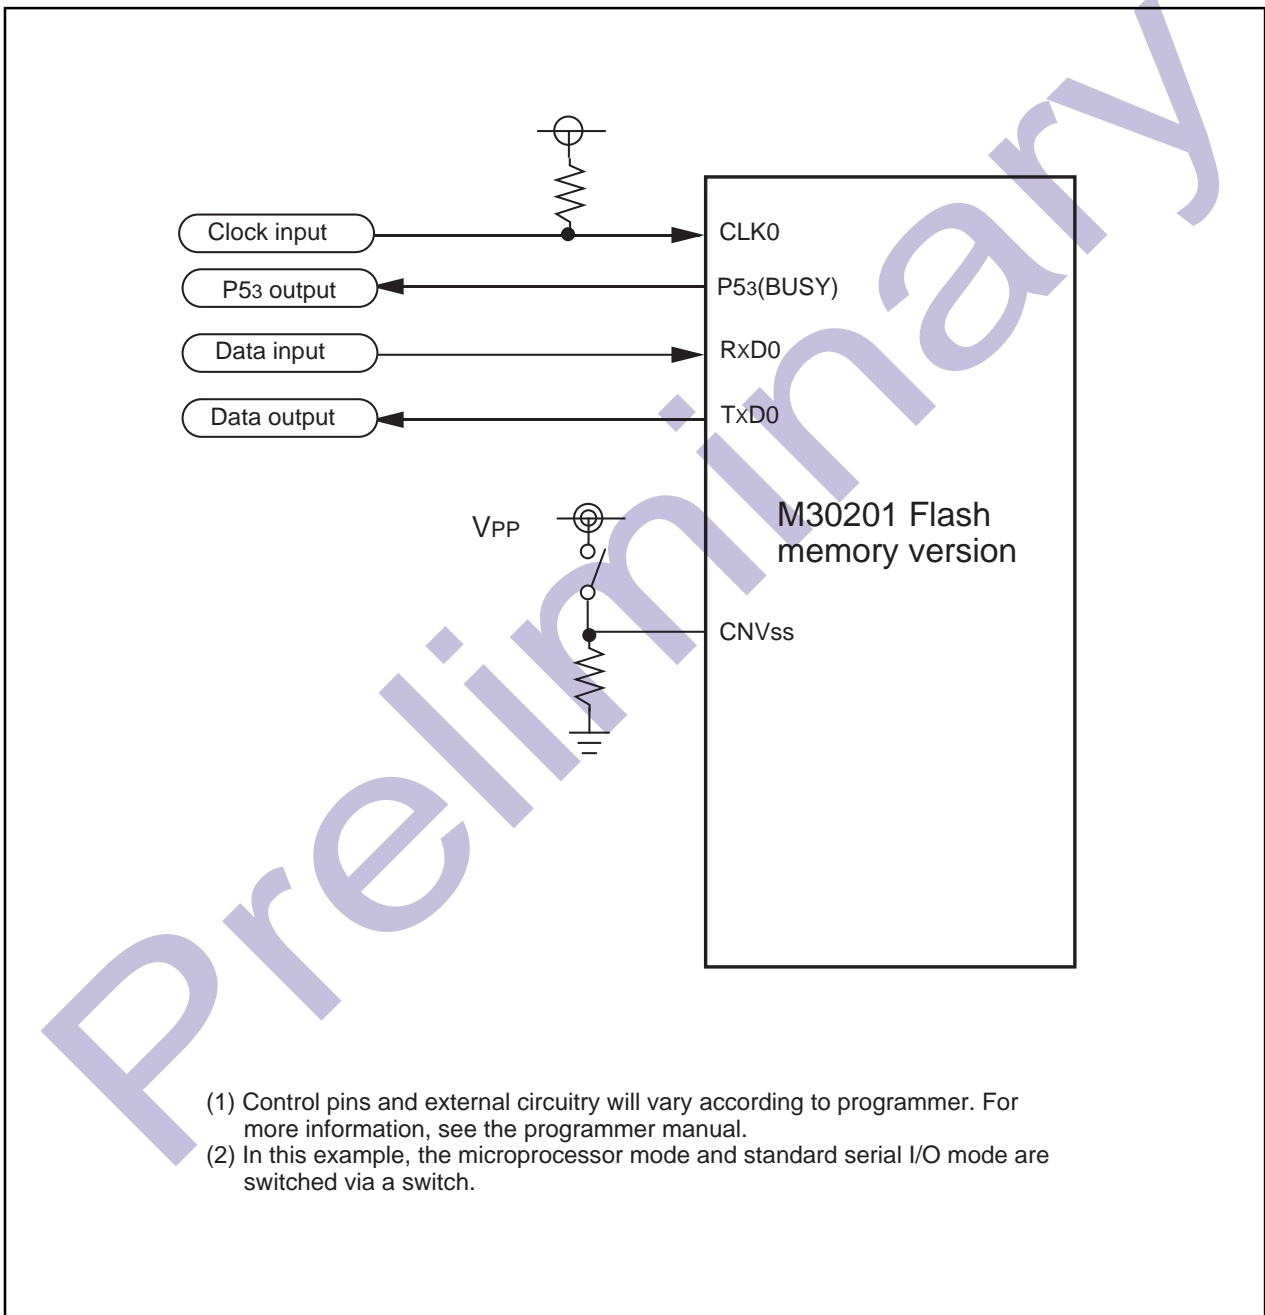 Clock input
CLK0
P53 output
P53(BUSY)
Data input
RxD0
Data output
TxD0
VPP
M30201 Flash
memory version
CNVss
Preliminary
(1) Control pins and external circuitry will vary according to programmer. For
more information, see the programmer manual.
(2) In this example, the microprocessor mode and standard serial I/O mode are
switched via a switch.